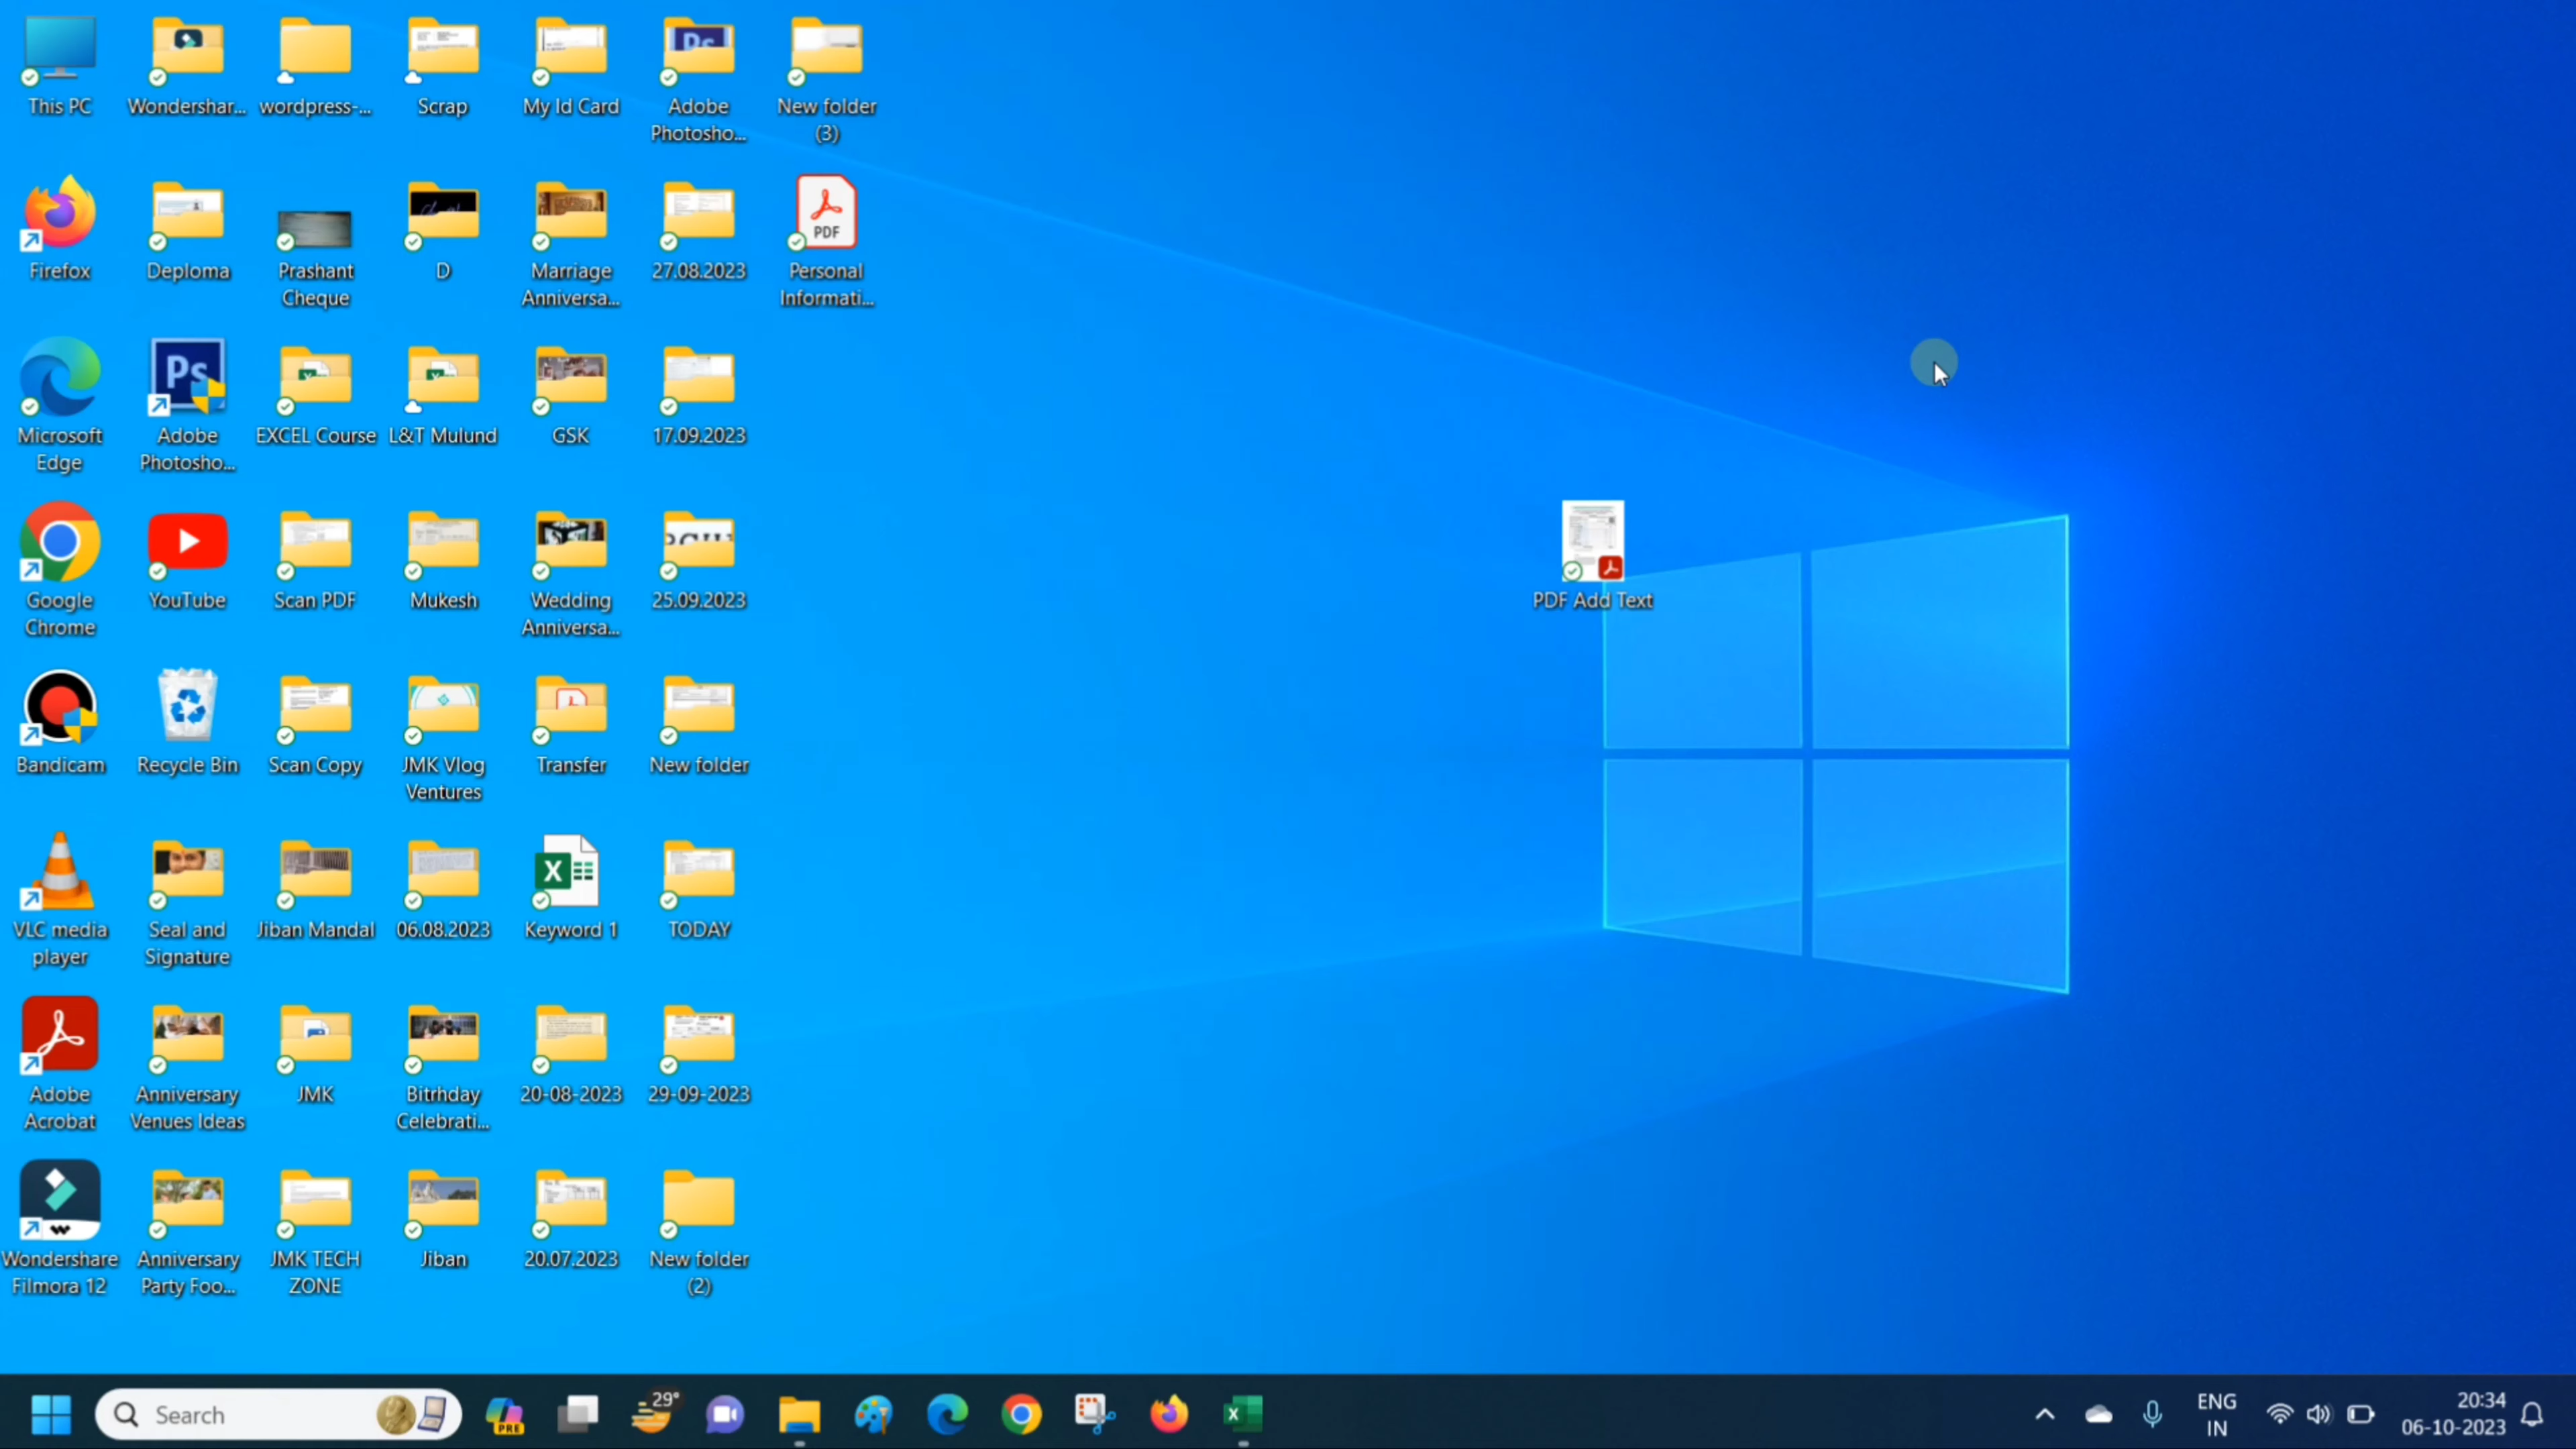 This PC
Wondershar...
wordpress-...
Scrap
My Id Card
Adobe
Photosho...
New folder
(3)
Firefox
Deploma
Prashant
Cheque
D
Marriage
Anniversa...
27.08.2023
PDF
Personal
Informati...
Microsoft
Edge
Ps
Adobe
Photosho...
EXCEL Course
L&T Mulund
GSK
17.09.2023
Google
Chrome
YouTube
Scan PDF
Mukesh
Wedding
Anniversa...
25.09.2023
PDF Add Text
Bandicam
Recycle Bin
Scan Copy
JMK Vlog
Ventures
Transfer
New folder
VLC media
player
Seal and
Signature
Jiban Mandal
06.08.2023
Keyword 1
TODAY
Adobe
Acrobat
Anniversary
Venues Ideas
JMK
Bitrhday
Celebrati...
20-08-2023
29-09-2023
Wondershare
Filmora 12
Anniversary
Party Foo...
JMK TECH
ZONE
Jiban
20.07.2023
New folder
(2)
Search
PRE
29°
ENG
IN
20:34
06-10-2023